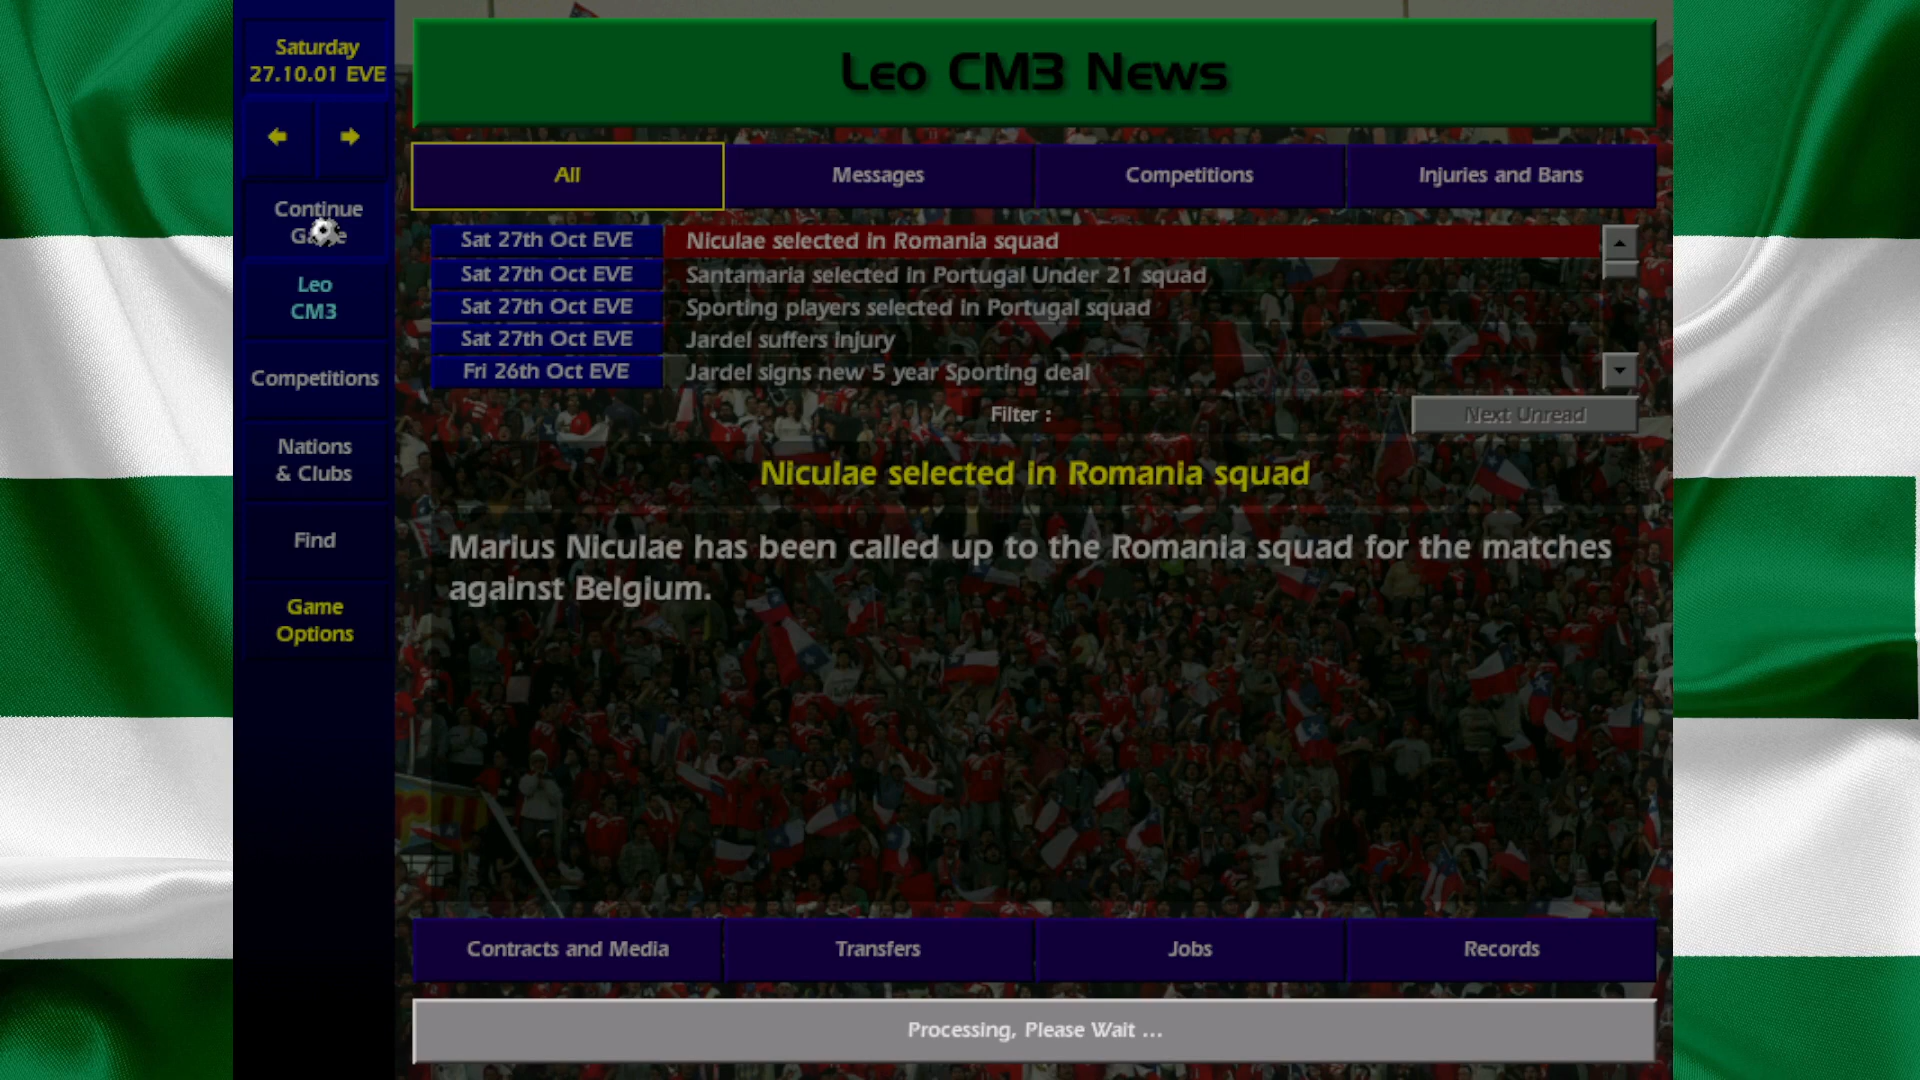 Saturday
27.10.01 EVE
Continue
Game
Leo
CM3
Competitions
Nations
& Clubs
Find
Game
Options
Leo CM3 News
All
Messages
Competitions
Injuries and Bans
Sat 27th Oct EVE Niculae selected in Romania squad
Sat 27th Oct EVE Santamaria selected in Portugal Under 21 squad
Sat 27th Oct EVE Sporting players selected in Portugal squad
Sat 27th Oct EVE Jardel suffers injury
Fri 26th Oct EVE Jardel signs new 5 year Sporting deal
Filter :
Next Unread
Niculae selected in Romania squad
Marius Niculae has been called up to the Romania squad for the matches
against Belgium.
Contracts and Media
Transfers
Jobs
Records
Processing, Please Wait ...